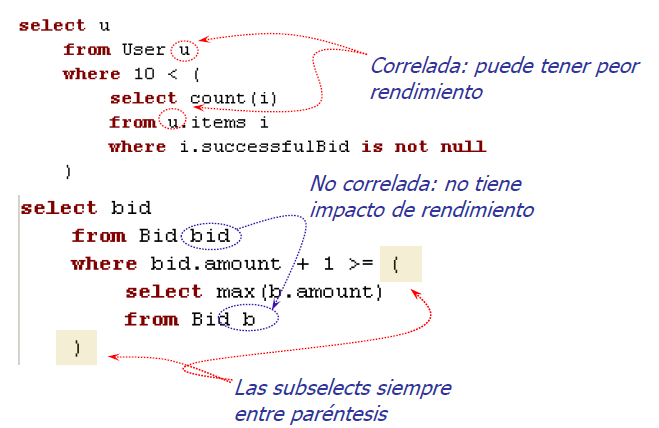 select u
from User u
where 10 < (
select count(i)
from u.items i
where i.successfulBid is not null
)
Correlada: puede tener peor
rendimiento
No correlada: no tiene
impacto de rendimiento
select bid
from Bid bid
where bid.amount + 1 >= (
select max(b.amount)
from Bid b
)
Las subselects siempre
entre paréntesis